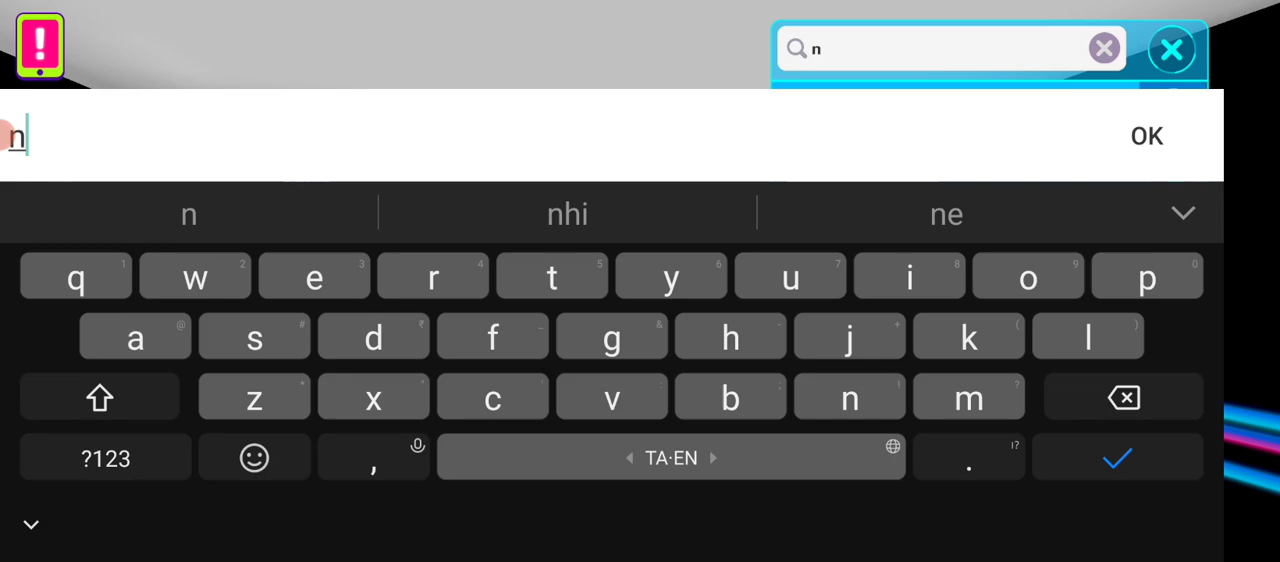 !
n
n
OK
n nhi ne
q 1 w 2 e 3 r 4 t 5 y 6 u 7 i 8 o 9 p 0
a @ s # d ₹ f _ g & h - j + k ( l )
z * x " c ' v : b ; n ! m ?
?123 , TA·EN . !?